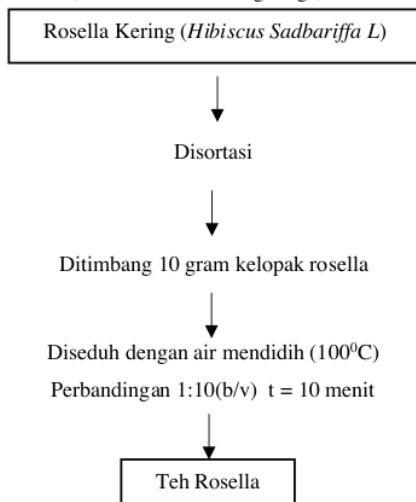 Rosella Kering (Hibiscus Sadbariffa L)
Disortasi
Ditimbang 10 gram kelopak rosella
Diseduh dengan air mendidih (100⁰C)
Perbandingan 1:10(b/v) t = 10 menit
Teh Rosella